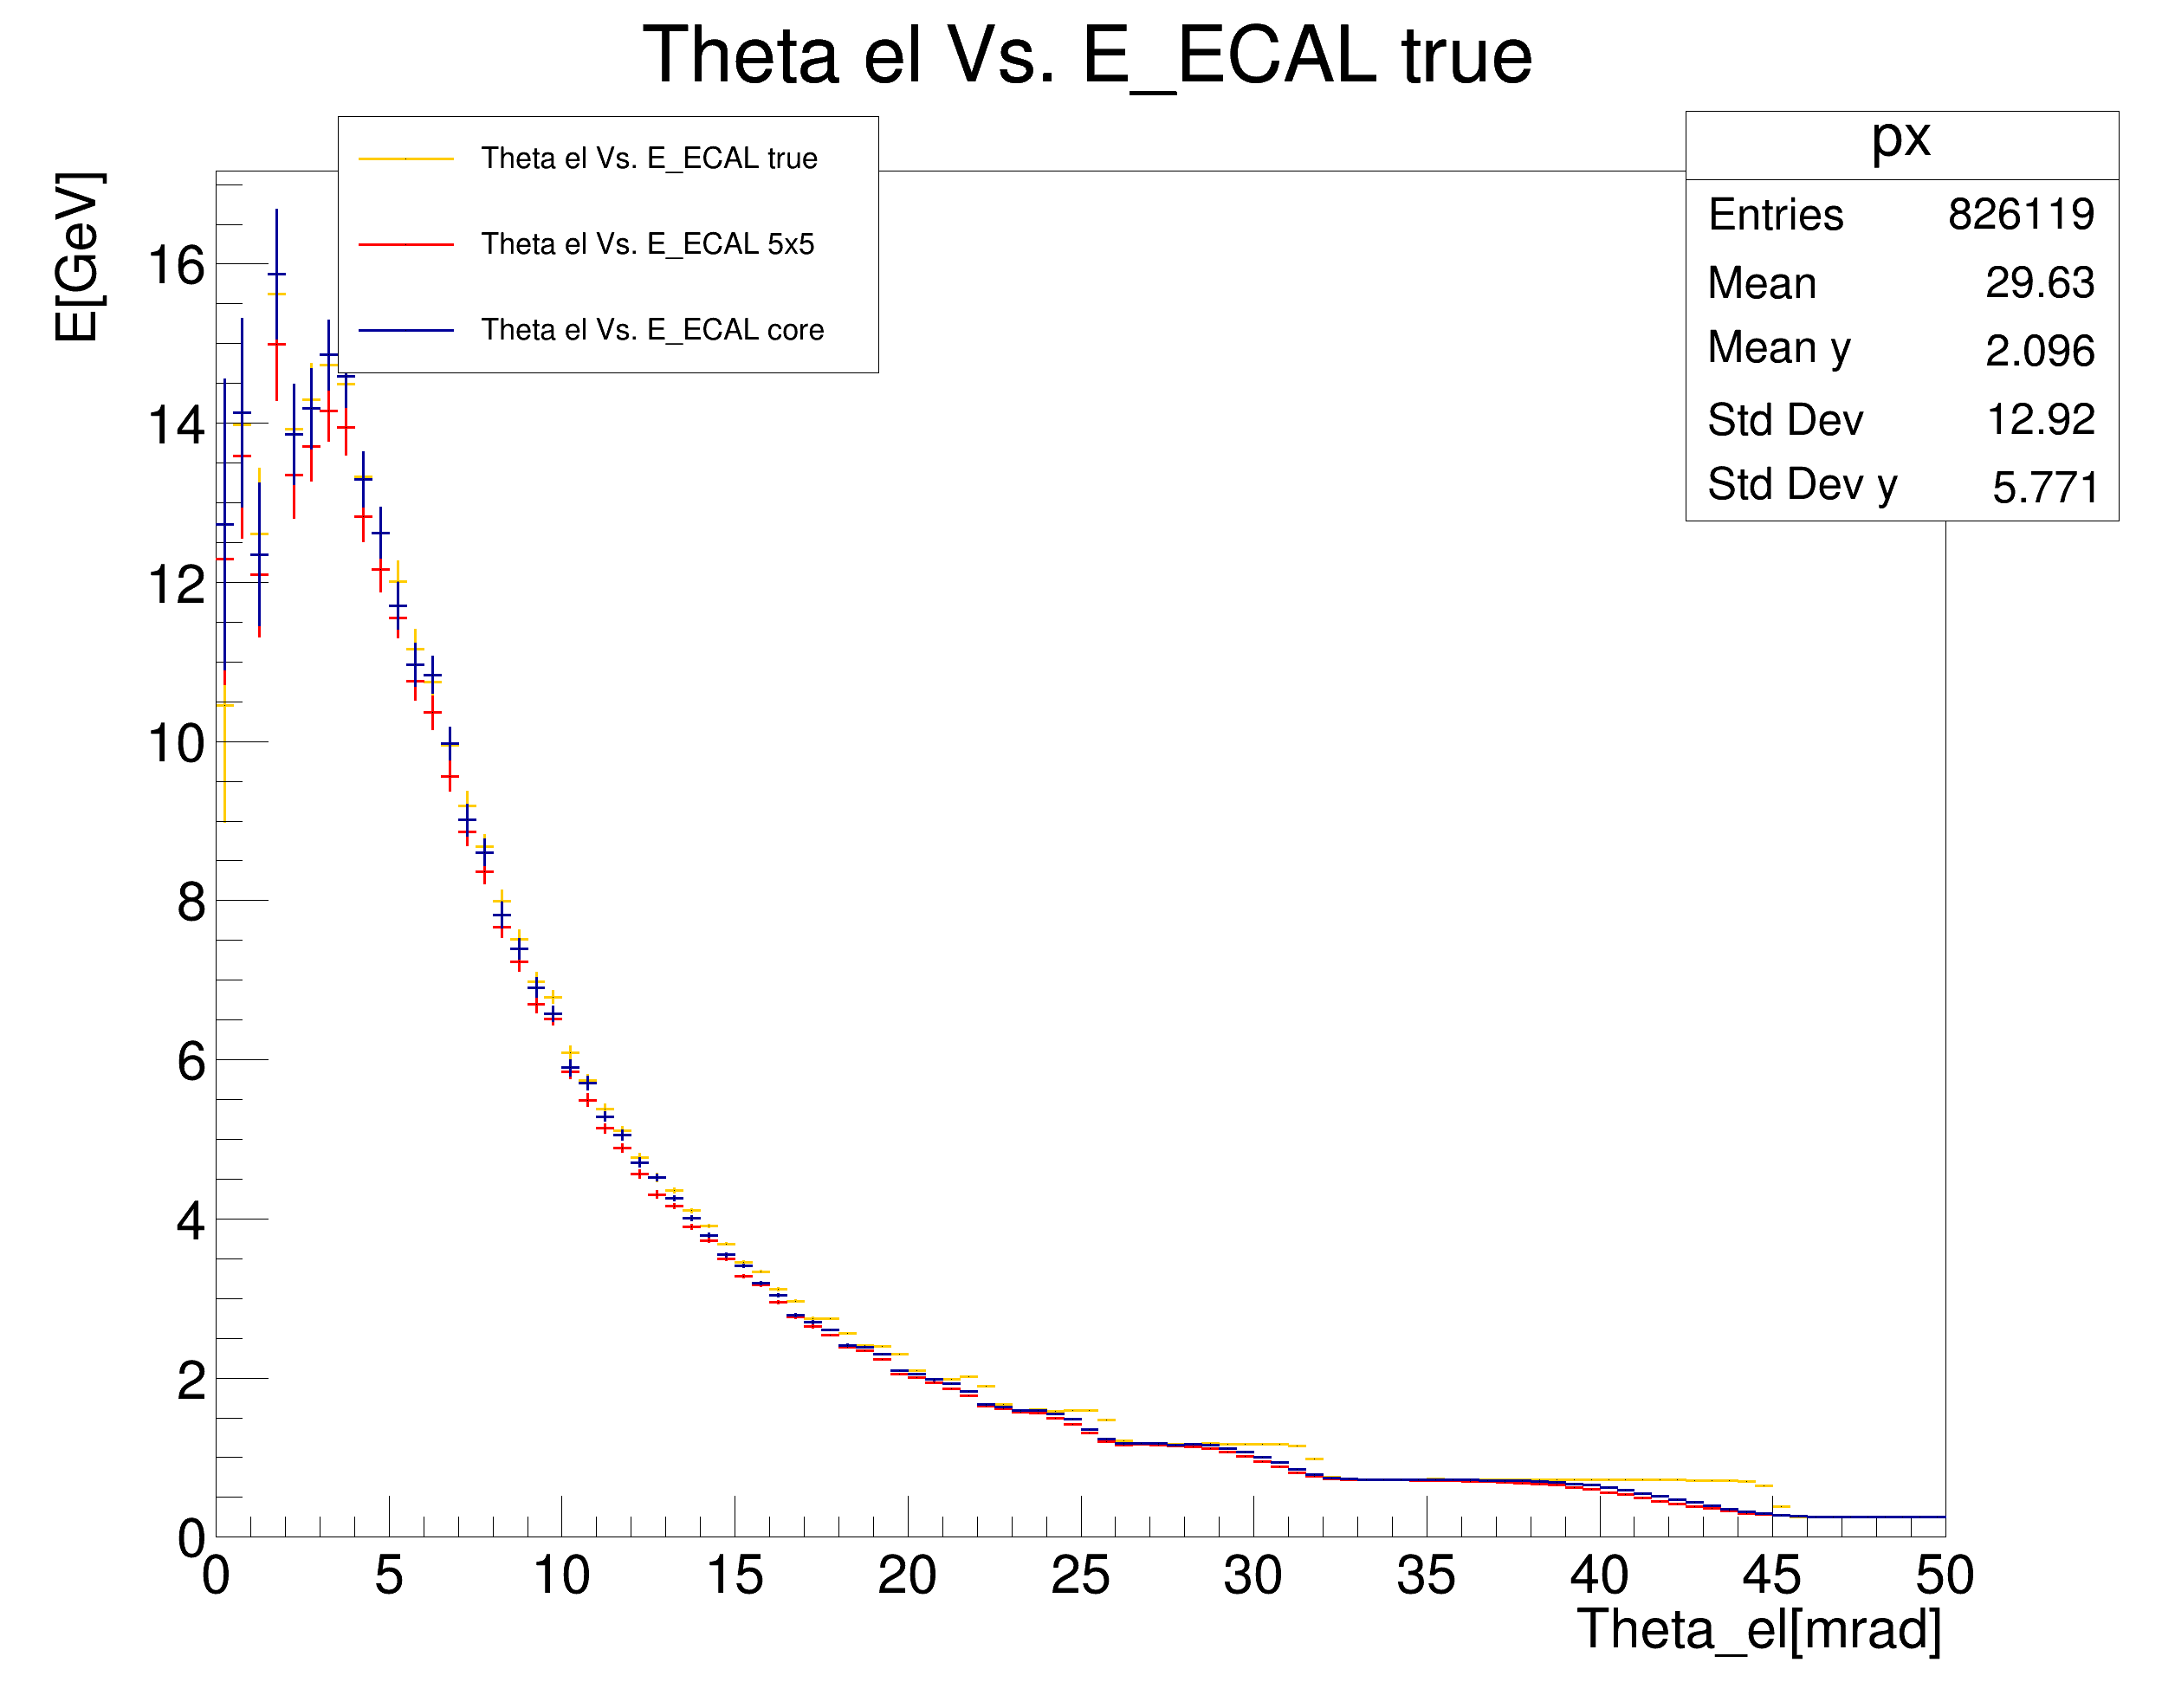 Theta el Vs. E_ECAL true
Theta el Vs. E_ECAL true
Theta el Vs. E_ECAL 5x5
Theta el Vs. E_ECAL core
px
Entries 826119
Mean 29.63
Mean y 2.096
Std Dev 12.92
Std Dev y 5.771
E[GeV]
16
14
12
10
8
6
4
2
0
0 5 10 15 20 25 30 35 40 45 50
Theta_el[mrad]